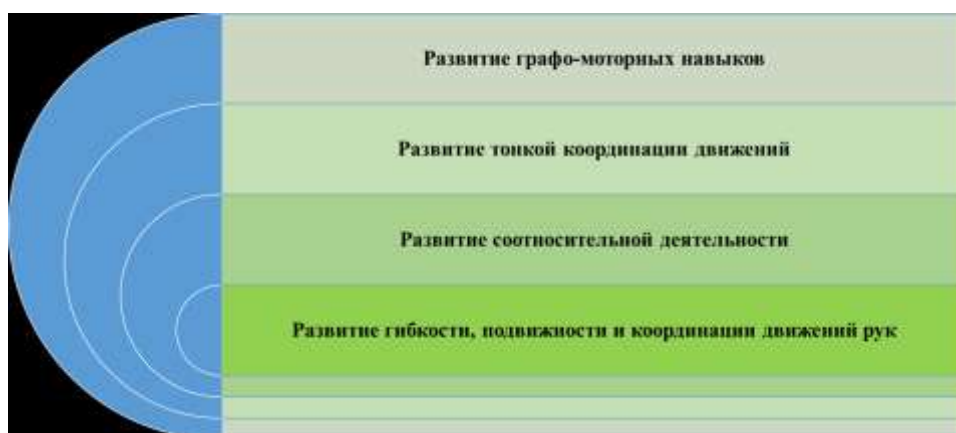 Развитие графо-моторных навыков
Развитие тонкой координации движений
Развитие соотносительной деятельности
Развитие гибкости, подвижности и координации движений рук